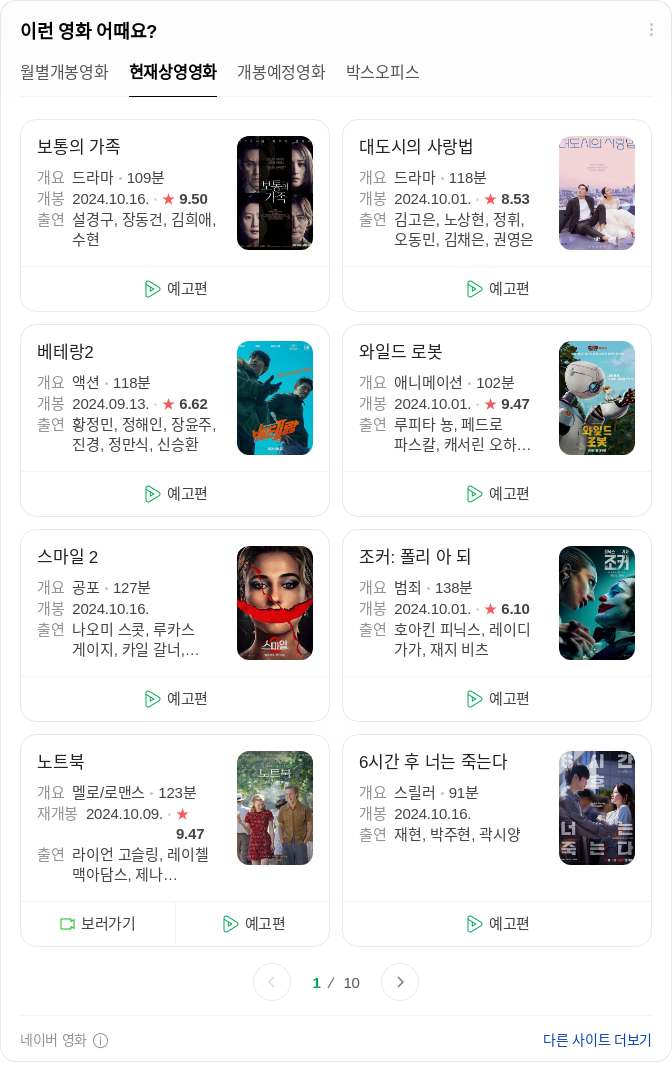 이런 영화 어때요?
월별개봉영화 현재상영영화 개봉예정영화 박스오피스
보통의 가족
개요 드라마 109분
개봉 2024.10.16. ★ 9.50
출연 설경구, 장동건, 김희애,
수현
보통의
가족
예고편
대도시의 사랑법
개요 드라마 118분
개봉 2024.10.01. ★ 8.53
출연 김고은, 노상현, 정휘,
오동민, 김채은, 권영은
대도시의 사랑법
예고편
베테랑2
개요 액션 118분
개봉 2024.09.13. ★ 6.62
출연 황정민, 정해인, 장윤주,
진경, 정만식, 신승환
베테랑
예고편
와일드 로봇
개요 애니메이션 102분
개봉 2024.10.01. ★ 9.47
출연 루피타 뇽, 페드로
파스칼, 캐서린 오하…
와일드
로봇
예고편
스마일 2
개요 공포 127분
개봉 2024.10.16.
출연 나오미 스콧, 루카스
게이지, 카일 갈너,…
스마일
2
예고편
조커: 폴리 아 되
개요 범죄 138분
개봉 2024.10.01. ★ 6.10
출연 호아킨 피닉스, 레이디
가가, 재지 비츠
조커
예고편
노트북
개요 멜로/로맨스 123분
재개봉 2024.10.09. ★
9.47
출연 라이언 고슬링, 레이첼
맥아담스, 제나…
노트북
보러가기 예고편
6시간 후 너는 죽는다
개요 스릴러 91분
개봉 2024.10.16.
출연 재현, 박주현, 곽시양
6시간
후
너는
죽는다
예고편
1 / 10
네이버 영화
다른 사이트 더보기